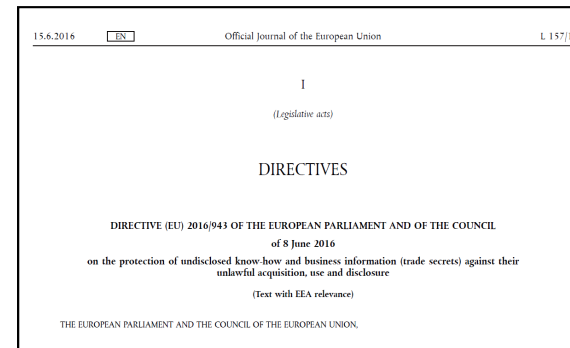 15.6.2016 EN Official Journal of the European Union L 157/
I
(Legislative acts)
DIRECTIVES
DIRECTIVE (EU) 2016/943 OF THE EUROPEAN PARLIAMENT AND OF THE COUNCIL
of 8 June 2016
on the protection of undisclosed know-how and business information (trade secrets) against their
unlawful acquisition, use and disclosure
(Text with EEA relevance)
THE EUROPEAN PARLIAMENT AND THE COUNCIL OF THE EUROPEAN UNION,